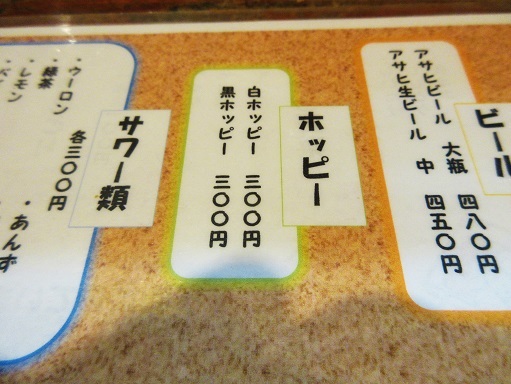 ビール
アサヒビール 大瓶 四八〇円
アサヒ生ビール 中 四五〇円
ホッピー
白ホッピー 三〇〇円
黒ホッピー 三〇〇円
サワー類
各三〇〇円
・ウーロン
・緑茶
・レモン
・あんず